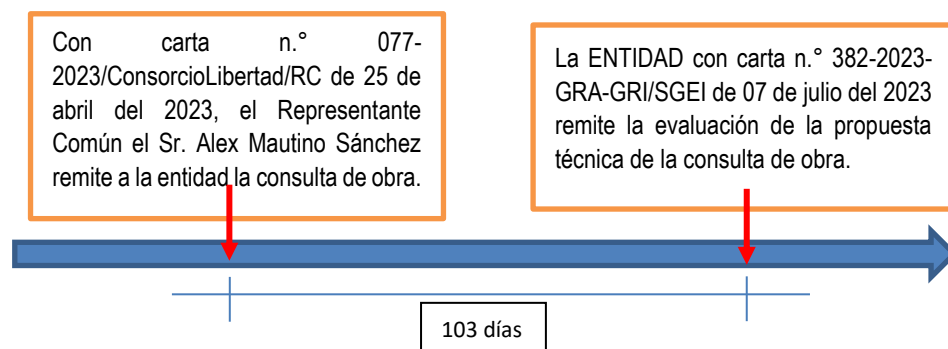 Con carta n.° 077-
2023/ConsorcioLibertad/RC de 25 de
abril del 2023, el Representante
Común el Sr. Alex Mautino Sánchez
remite a la entidad la consulta de obra.
La ENTIDAD con carta n.° 382-2023-
GRA-GRI/SGEI de 07 de julio del 2023
remite la evaluación de la propuesta
técnica de la consulta de obra.
103 días